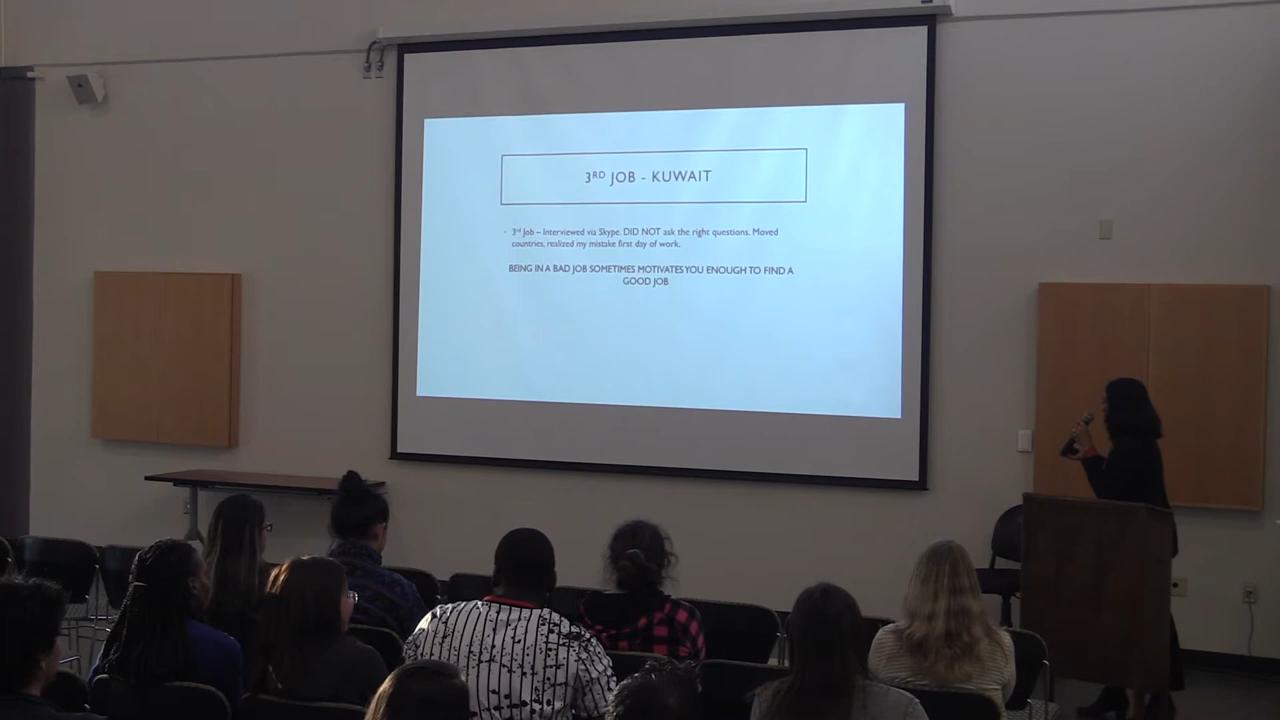 3RD JOB - KUWAIT
• 3rd Job – Interviewed via Skype. DID NOT ask the right questions. Moved
countries, realized my mistake first day of work.
BEING IN A BAD JOB SOMETIMES MOTIVATES YOU ENOUGH TO FIND A
GOOD JOB